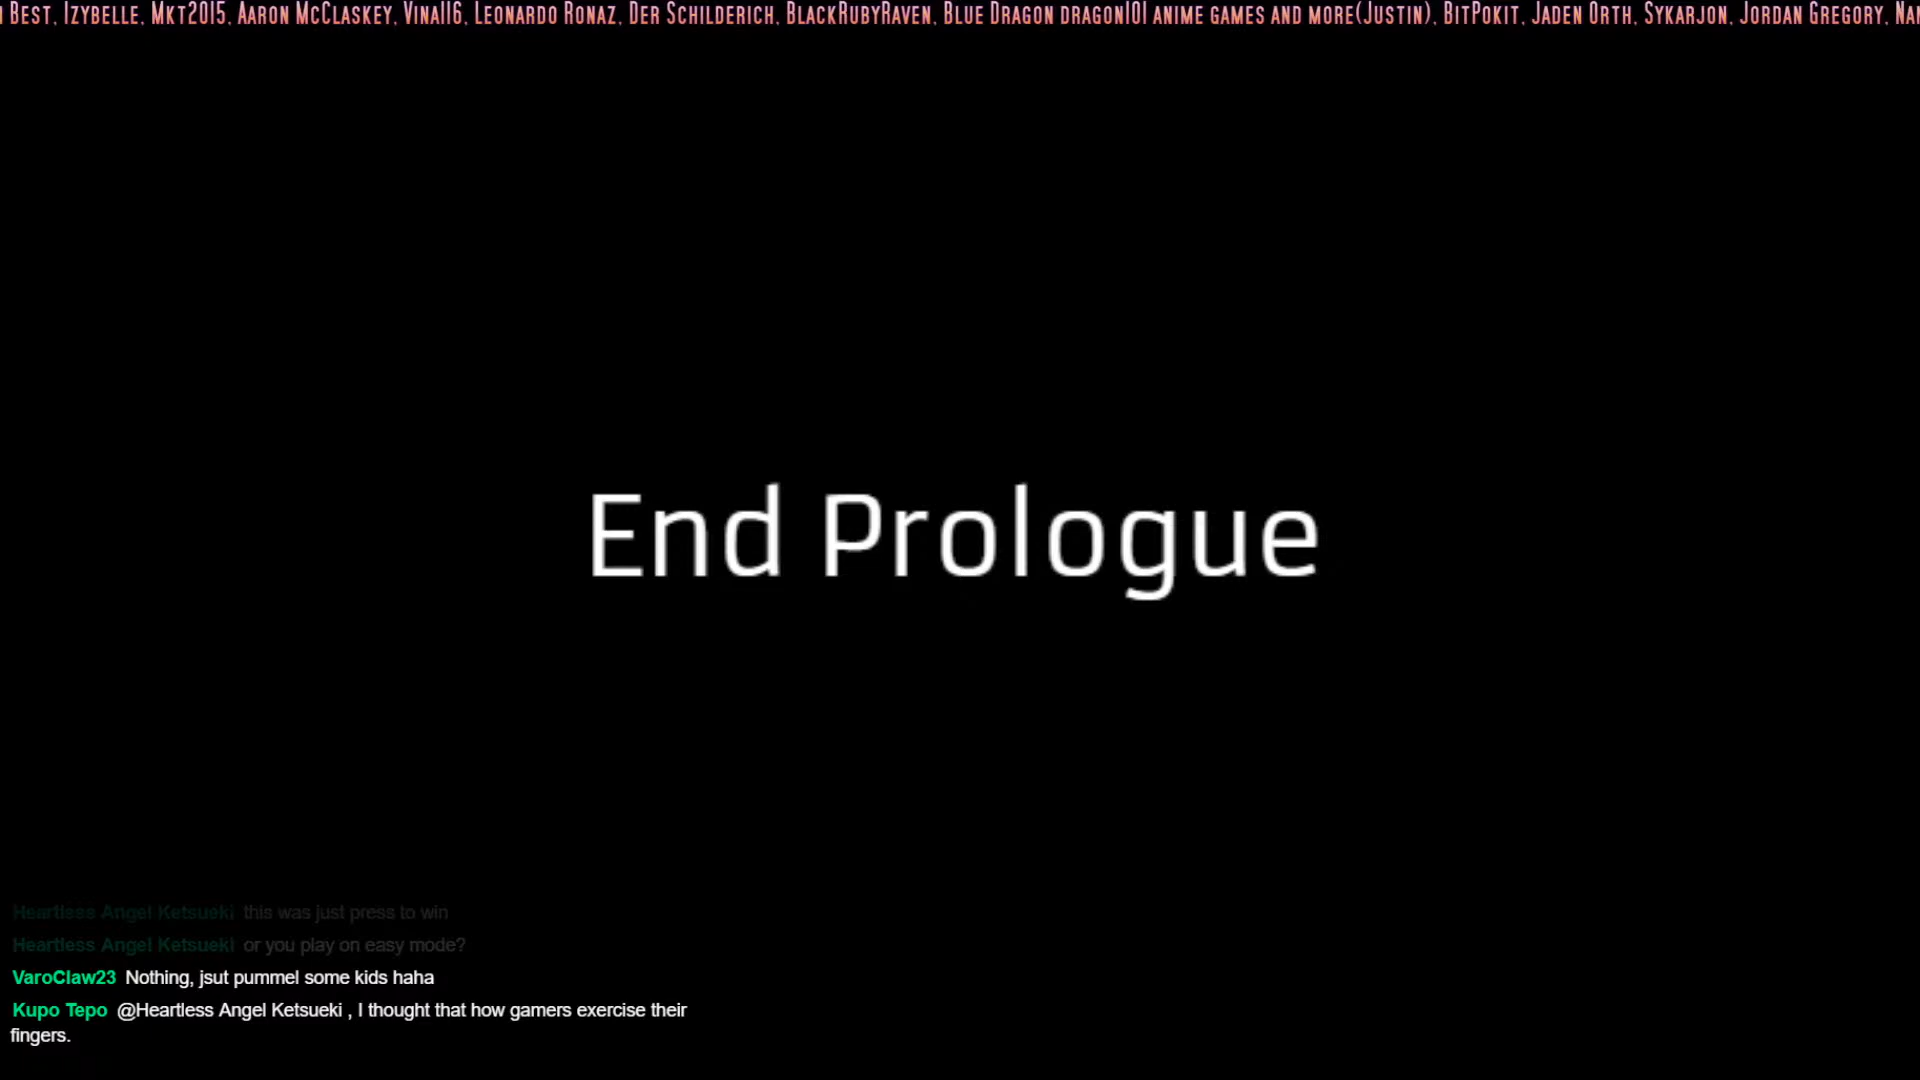 Best, Izybelle, Mkt2015, Aaron McClaskey, Vina116, Leonardo Ronaz, Der Schilderich, BlackRubyRaven, Blue Dragon dragon101 anime games and more(Justin), BitPokit, Jaden Orth, Sykarjon, Jordan Gregory,
End Prologue
Heartless Angel Ketsueki this was just press to win
Heartless Angel Ketsueki or you play on easy mode?
VaroClaw23 Nothing, jsut pummel some kids haha
Kupo Tepo @Heartless Angel Ketsueki , I thought that how gamers exercise their
fingers.